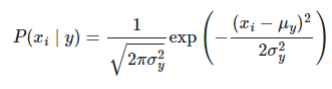 P(x_i | y) = \frac{1}{\sqrt{2\pi\sigma_y^2}} \exp\left(-\frac{(x_i - \mu_y)^2}{2\sigma_y^2}\right)